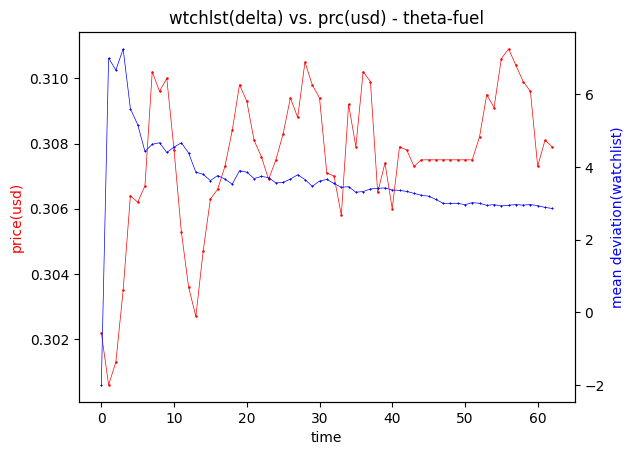 wtchlst(delta) vs. prc(usd) - theta-fuel
0.310
0.308
0.306
0.304
0.302
price(usd)
6
4
2
0
−2
mean deviation(watchlist)
0 10 20 30 40 50 60
time